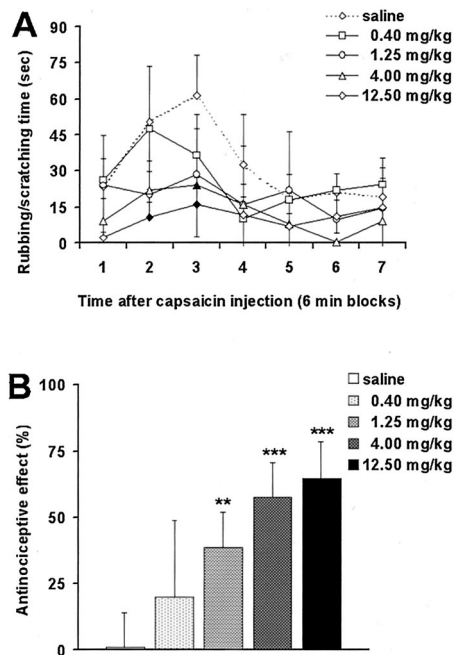 A
Rubbing/scratching time (sec)
90
75
60
45
30
15
0
1 2 3 4 5 6 7
Time after capsaicin injection (6 min blocks)
saline
0.40 mg/kg
1.25 mg/kg
4.00 mg/kg
12.50 mg/kg
B
Antinociceptive effect (%)
100
75
50
25
0
** *** ***
saline
0.40 mg/kg
1.25 mg/kg
4.00 mg/kg
12.50 mg/kg